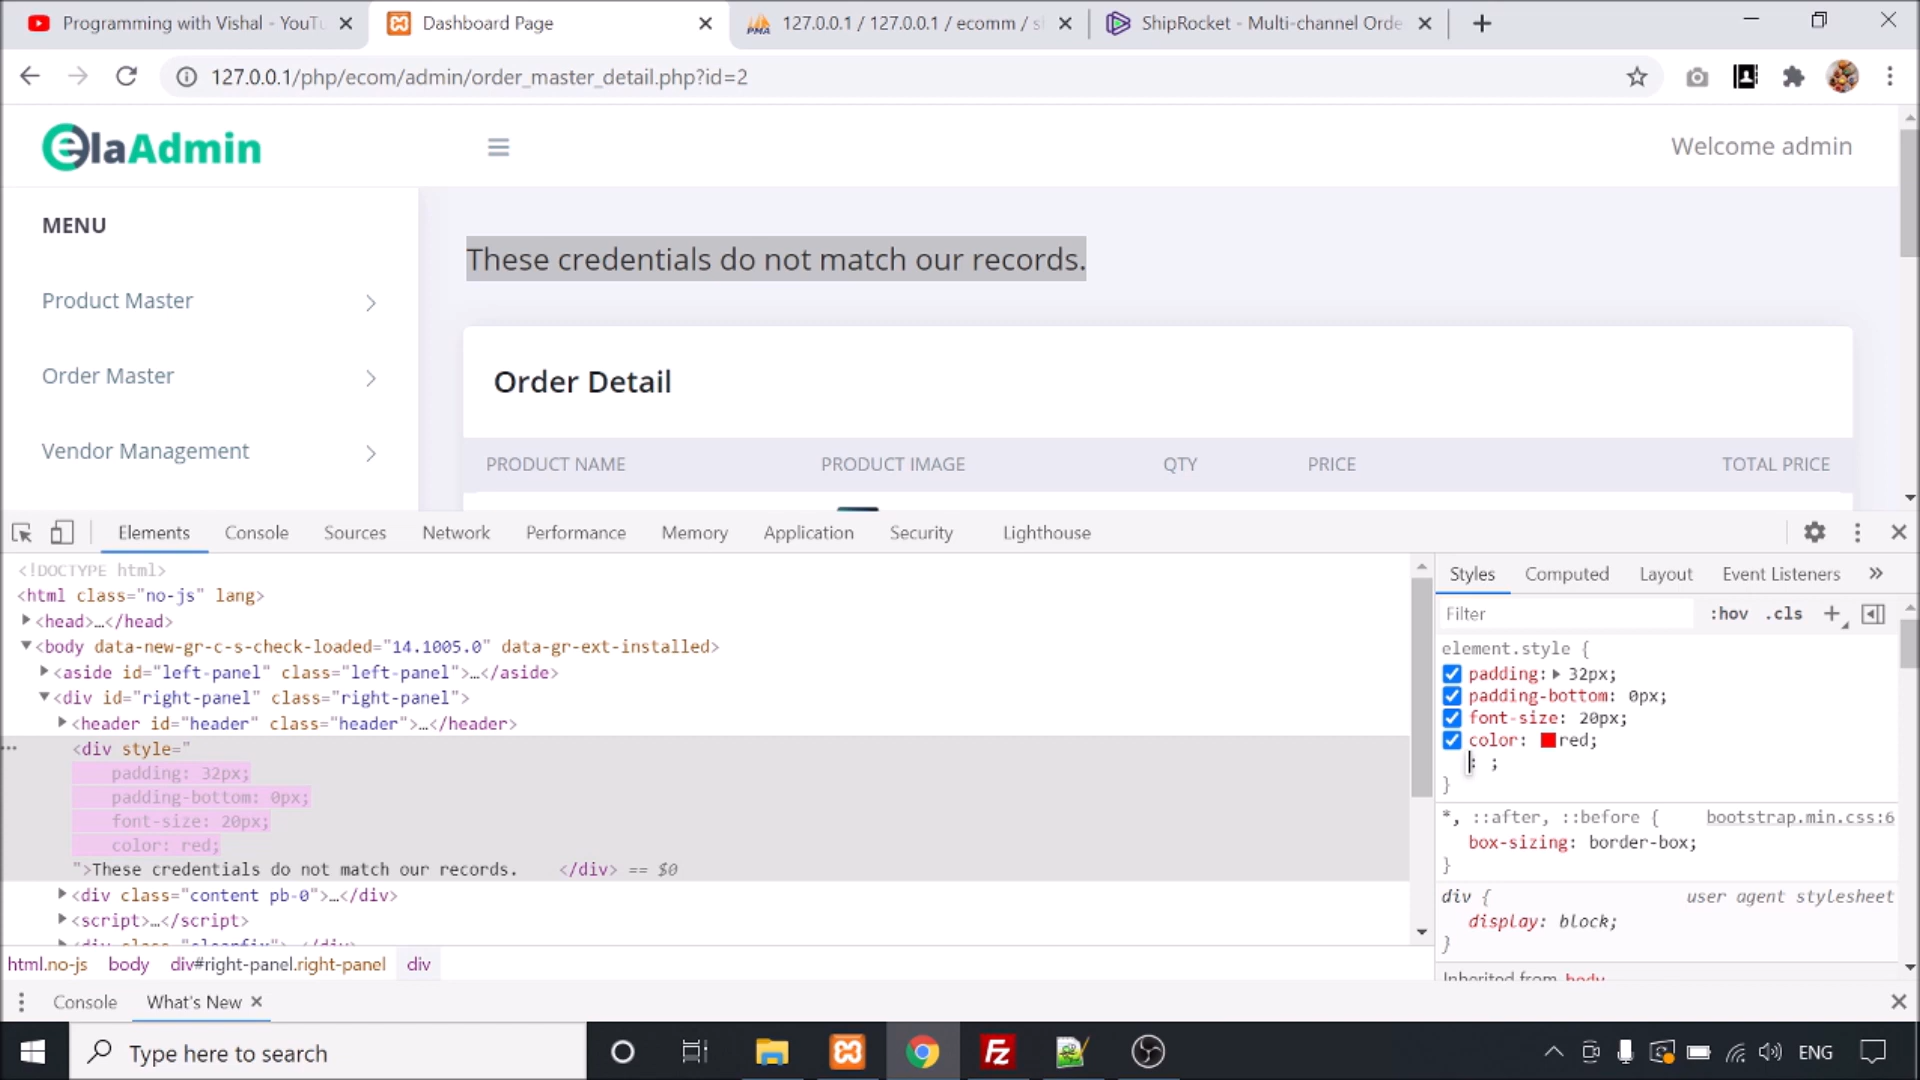 Programming with Vishal - YouTu
Dashboard Page
127.0.0.1 / 127.0.0.1 / ecomm / s
ShipRocket - Multi-channel Orde
127.0.0.1/php/ecom/admin/order_master_detail.php?id=2
elaAdmin
Welcome admin
MENU
Product Master
Order Master
Vendor Management
These credentials do not match our records.
Order Detail
PRODUCT NAME PRODUCT IMAGE QTY PRICE TOTAL PRICE
Elements Console Sources Network Performance Memory Application Security Lighthouse
<!DOCTYPE html>
<html class="no-js" lang>
<head>…</head>
<body data-new-gr-c-s-check-loaded="14.1005.0" data-gr-ext-installed>
<aside id="left-panel" class="left-panel">…</aside>
<div id="right-panel" class="right-panel">
<header id="header" class="header">…</header>
<div style="
padding: 32px;
padding-bottom: 0px;
font-size: 20px;
color: red;
">These credentials do not match our records. </div> == $0
<div class="content pb-0">…</div>
<script>…</script>
<div class="clearfix"> </div>
html.no-js body div#right-panel.right-panel div
Styles Computed Layout Event Listeners »
Filter :hov .cls +
element.style {
padding: 32px;
padding-bottom: 0px;
font-size: 20px;
color: red;
: ;
}
*, ::after, ::before { bootstrap.min.css:6
box-sizing: border-box;
}
div { user agent stylesheet
display: block;
}
Inherited from body
Console What's New
Type here to search
ENG